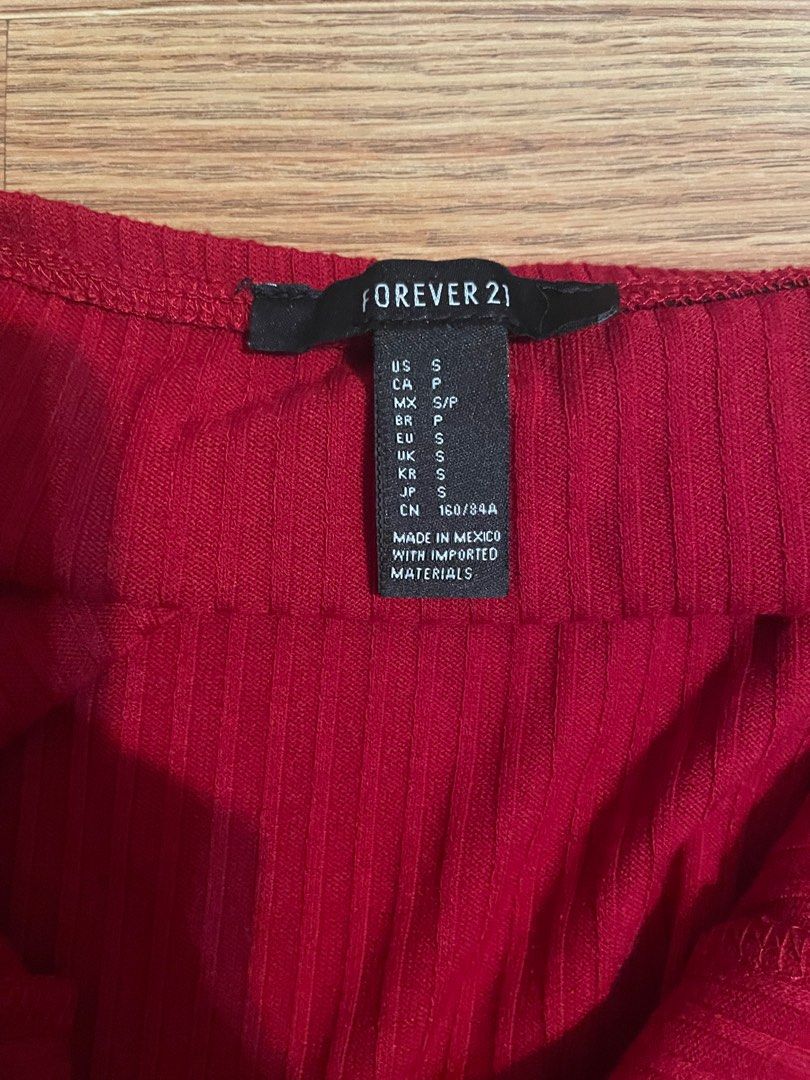 FOREVER 21
US S
CA P
MX S/P
BR P
EU S
UK S
KR S
JP S
CN 160/84A
MADE IN MEXICO
WITH IMPORTED
MATERIALS